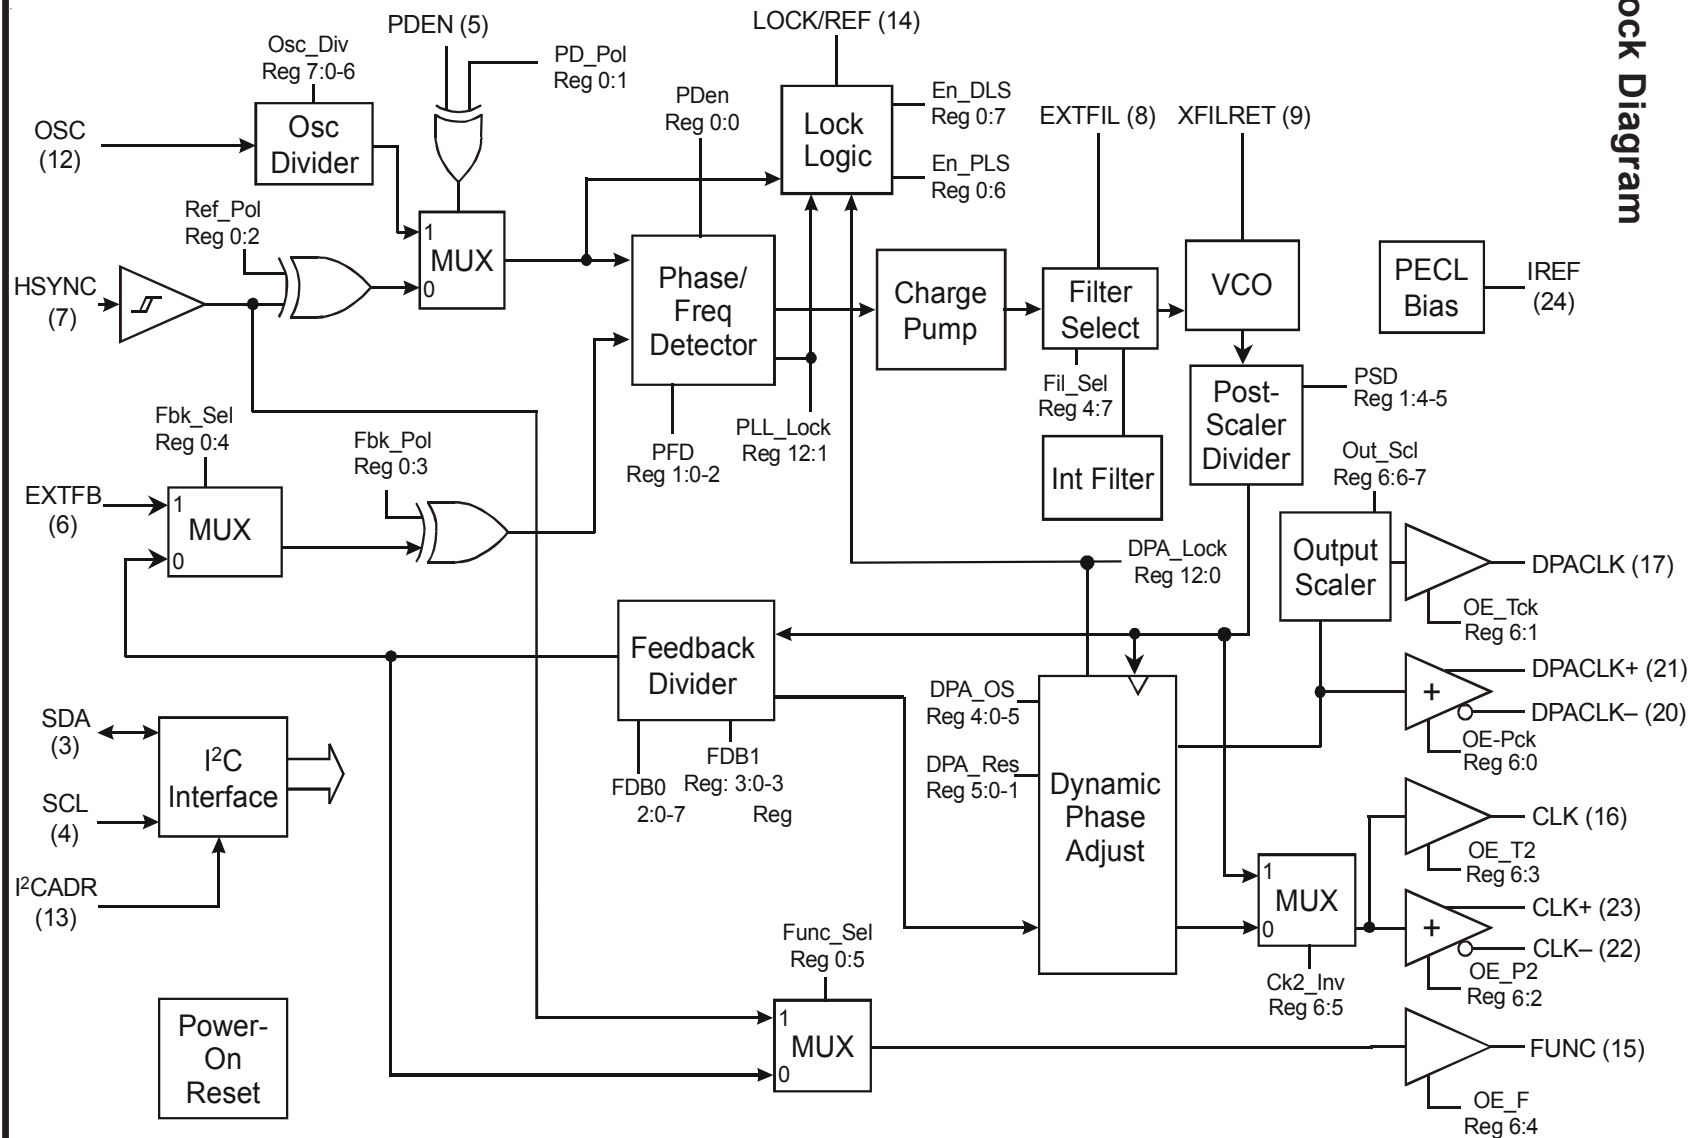 ock Diagram
PDEN (5)
LOCK/REF (14)
Osc_Div
Reg 7:0-6
PD_Pol
Reg 0:1
PDen
Reg 0:0
En_DLS
Reg 0:7
En_PLS
Reg 0:6
EXTFIL (8)
XFILRET (9)
OSC
(12)
Osc
Divider
Lock
Logic
Ref_Pol
Reg 0:2
1
MUX
0
HSYNC
(7)
Phase/
Freq
Detector
Charge
Pump
Filter
Select
VCO
PECL
Bias
IREF
(24)
Fil_Sel
Reg 4:7
Post-
Scaler
Divider
PSD
Reg 1:4-5
Fbk_Sel
Reg 0:4
Fbk_Pol
Reg 0:3
PFD
Reg 1:0-2
PLL_Lock
Reg 12:1
Int Filter
Out_Scl
Reg 6:6-7
EXTFB
(6)
1
MUX
0
DPA_Lock
Reg 12:0
Output
Scaler
DPACLK (17)
OE_Tck
Reg 6:1
Feedback
Divider
DPA_OS
Reg 4:0-5
DPACLK+ (21)
+
DPACLK– (20)
OE-Pck
Reg 6:0
SDA
(3)
I²C
Interface
SCL
(4)
I²CADR
(13)
FDB0
2:0-7
FDB1
Reg: 3:0-3
Reg
DPA_Res
Reg 5:0-1
Dynamic
Phase
Adjust
CLK (16)
OE_T2
Reg 6:3
1
MUX
0
CLK+ (23)
+
CLK– (22)
OE_P2
Reg 6:2
Ck2_Inv
Reg 6:5
Func_Sel
Reg 0:5
1
MUX
0
Power-
On
Reset
FUNC (15)
OE_F
Reg 6:4